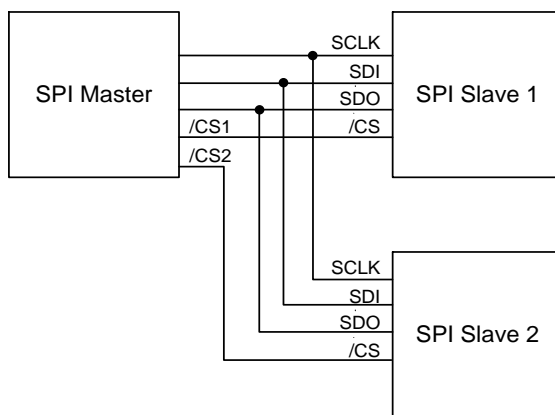 SPI Master
/CS1
/CS2
SCLK
SDI
SDO
/CS
SPI Slave 1
SCLK
SDI
SDO
/CS
SPI Slave 2